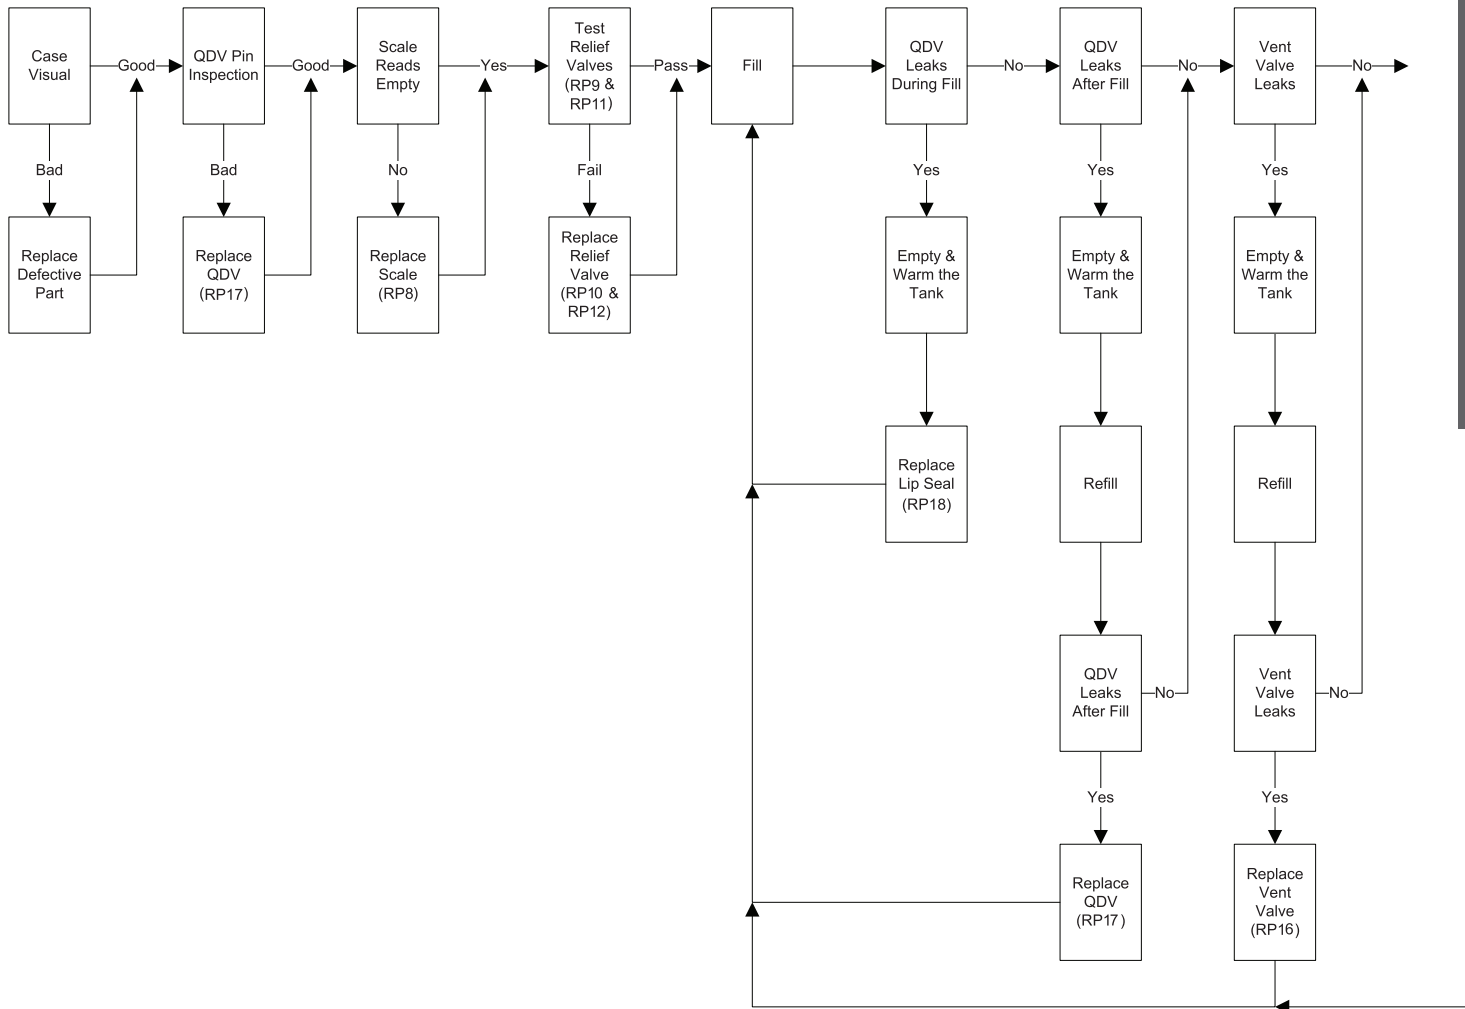 Case
Visual
Good
QDV Pin
Inspection
Good
Scale
Reads
Empty
Yes
Test
Relief
Valves
(RP9 &
RP11)
Pass
Fill
QDV
Leaks
During Fill
No
QDV
Leaks
After Fill
No
Vent
Valve
Leaks
No
Bad
Bad
No
Fail
Yes
Yes
Yes
Replace
Defective
Part
Replace
QDV
(RP17)
Replace
Scale
(RP8)
Replace
Relief
Valve
(RP10 &
RP12)
Empty &
Warm the
Tank
Empty &
Warm the
Tank
Empty &
Warm the
Tank
Replace
Lip Seal
(RP18)
Refill
Refill
QDV
Leaks
After Fill
No
Vent
Valve
Leaks
No
Yes
Yes
Replace
QDV
(RP17)
Replace
Vent
Valve
(RP16)